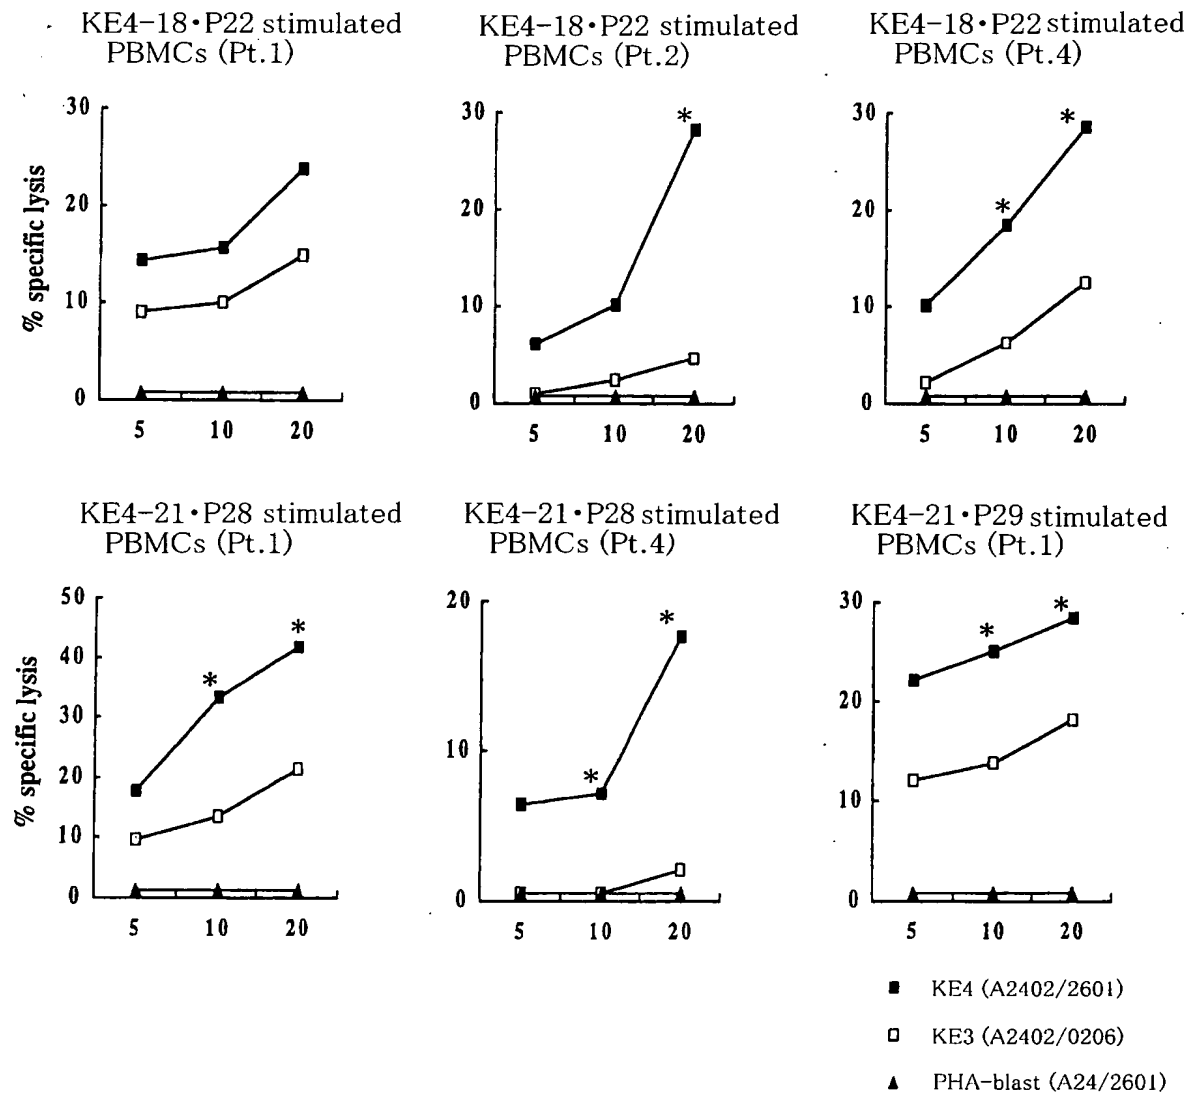 KE4-18・P22 stimulated
PBMCs (Pt.1)
KE4-18・P22 stimulated
PBMCs (Pt.2)
KE4-18・P22 stimulated
PBMCs (Pt.4)
% specific lysis
30
20
10
0
5 10 20
*
30
20
10
0
5 10 20
*
*
30
20
10
0
5 10 20
KE4-21・P28 stimulated
PBMCs (Pt.1)
KE4-21・P28 stimulated
PBMCs (Pt.4)
KE4-21・P29 stimulated
PBMCs (Pt.1)
% specific lysis
50
40
30
20
10
0
*
*
5 10 20
20
10
0
*
*
5 10 20
30
20
10
0
*
*
5 10 20
KE4 (A2402/2601)
KE3 (A2402/0206)
PHA-blast (A24/2601)